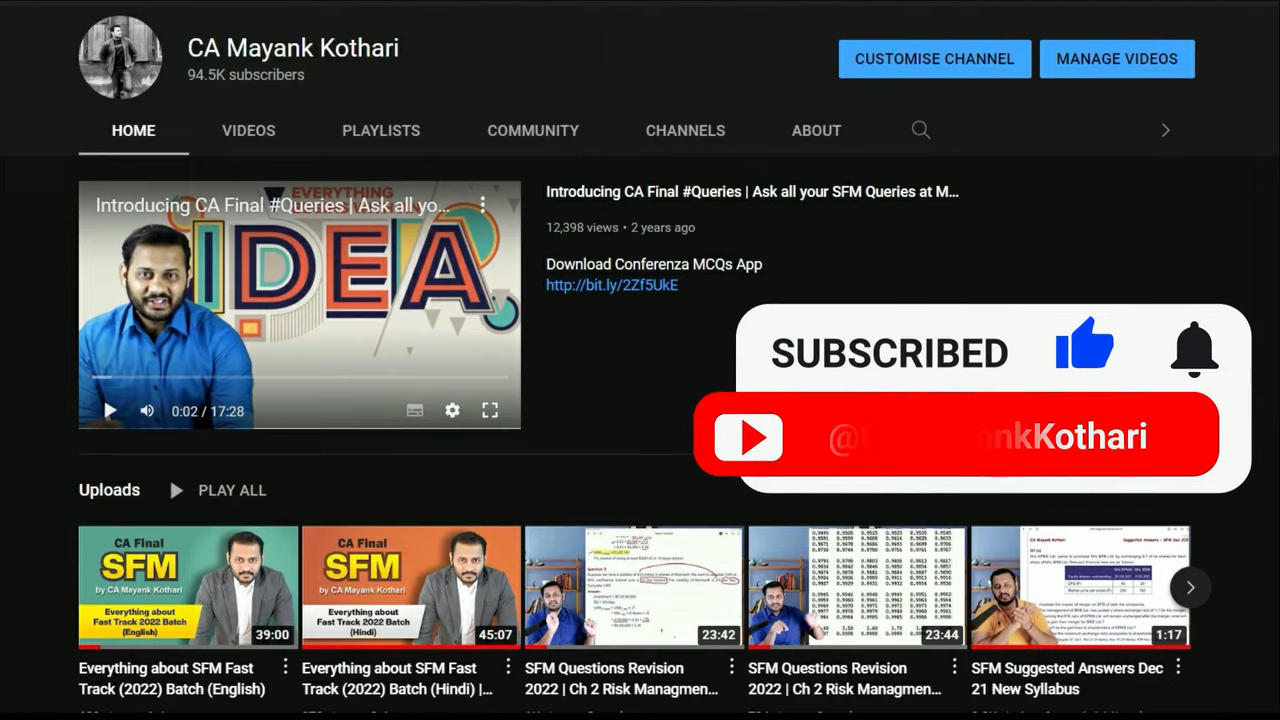 CA Mayank Kothari
94.5K subscribers
CUSTOMISE CHANNEL
MANAGE VIDEOS
HOME
VIDEOS
PLAYLISTS
COMMUNITY
CHANNELS
ABOUT
EVERYTHING
Introducing CA Final #Queries | Ask all yo...
IDEA
0:02 / 17:28
Introducing CA Final #Queries | Ask all your SFM Queries at M...
12,398 views • 2 years ago
Download Conferenza MCQs App
http://bit.ly/2Zf5UkE
SUBSCRIBED
nkKothari
Uploads
PLAY ALL
CA Final
SFM
by CA Mayank Kothari
Everything about
Fast Track 2022 Batch
(English)
39:00
CA Final
SFM
by CA Mayank Kothari
Everything about
Fast Track 2022 Batch
(Hindi)
45:07
23:42
23:44
CA Mayank Kothari
1:17
Everything about SFM Fast
Track (2022) Batch (English)
Everything about SFM Fast
Track (2022) Batch (Hindi) |...
SFM Questions Revision
2022 | Ch 2 Risk Managmen...
SFM Questions Revision
2022 | Ch 2 Risk Managmen...
SFM Suggested Answers Dec
21 New Syllabus